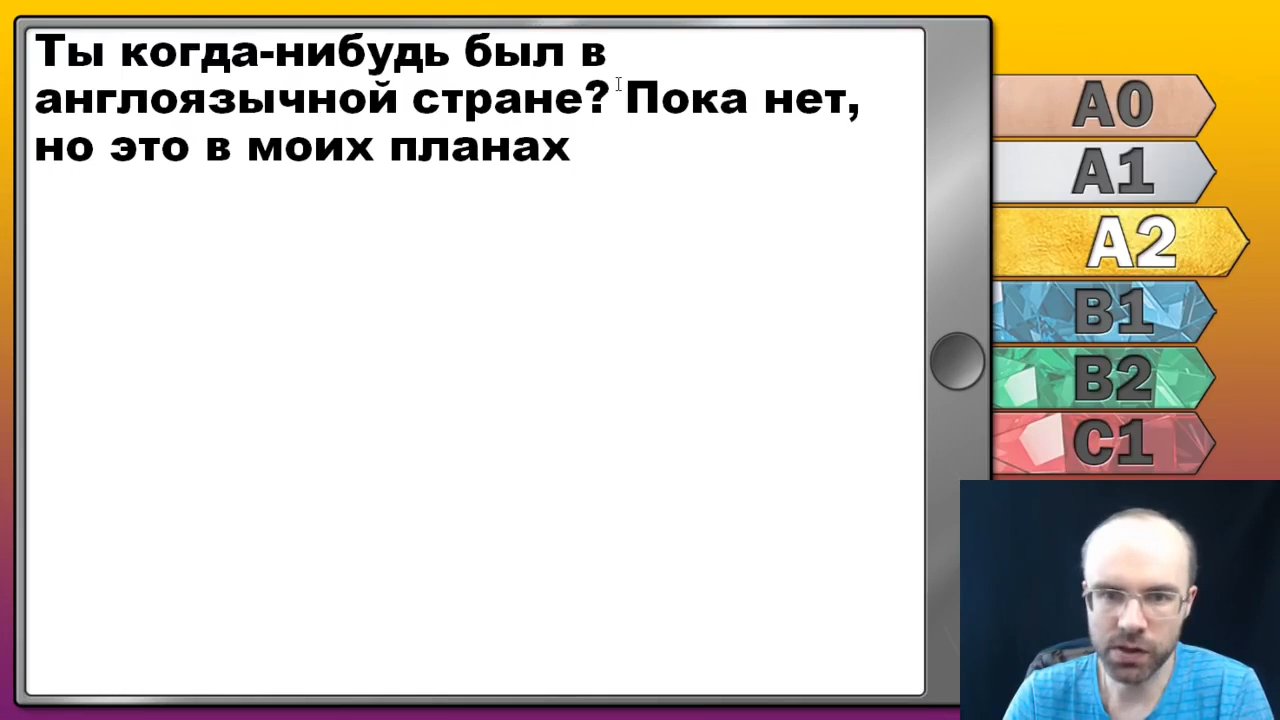 Ты когда-нибудь был в
англоязычной стране? Пока нет,
но это в моих планах
A0
A1
A2
B1
B2
C1